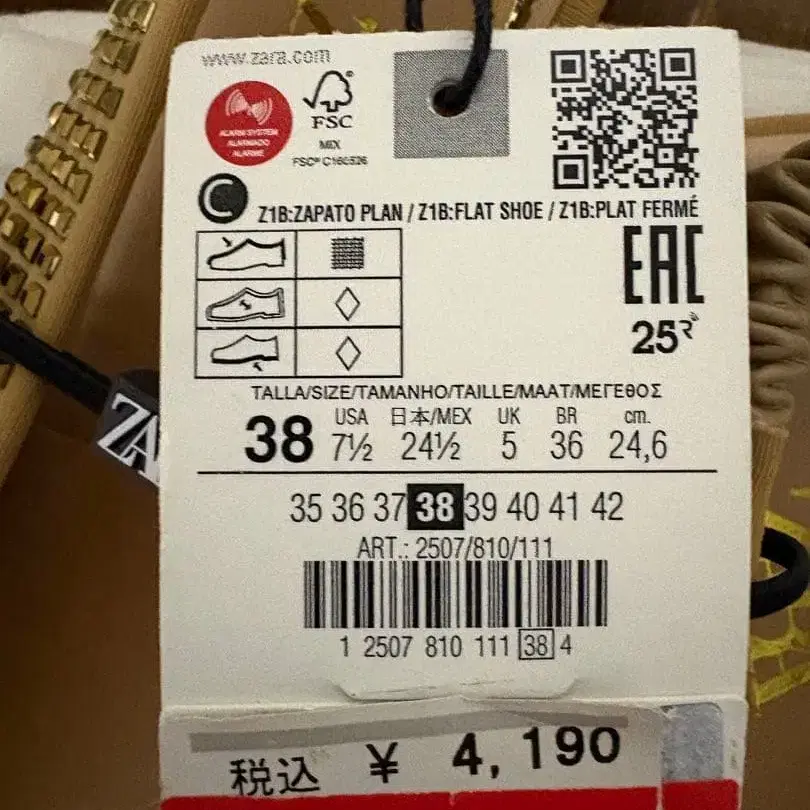 www.zara.com
ALARM SYSTEM
ALARMADO
ALARME
FSC
MIX
FSC® C160526
C
Z1B:ZAPATO PLAN / Z1B:FLAT SHOE / Z1B:PLAT FERMÉ
EAC
25
TALLA/SIZE/TAMANHO/TAILLE/MAAT/ΜΕΓΕΘΟΣ
38 USA 7½ 日本/MEX 24½ UK 5 BR 36 cm. 24,6
35 36 37 38 39 40 41 42
ART.: 2507/810/111
1 2507 810 111 38 4
ZA
税込 ¥ 4,190